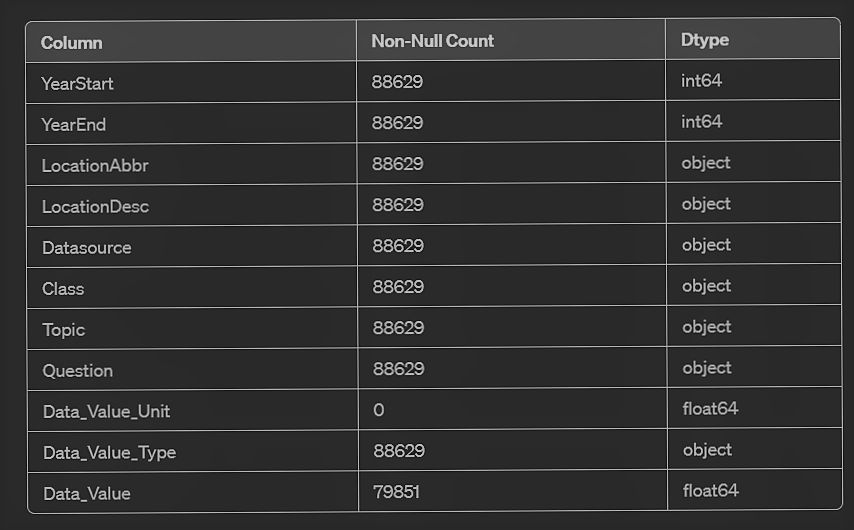 Column Non-Null Count Dtype
YearStart 88629 int64
YearEnd 88629 int64
LocationAbbr 88629 object
LocationDesc 88629 object
Datasource 88629 object
Class 88629 object
Topic 88629 object
Question 88629 object
Data_Value_Unit 0 float64
Data_Value_Type 88629 object
Data_Value 79851 float64